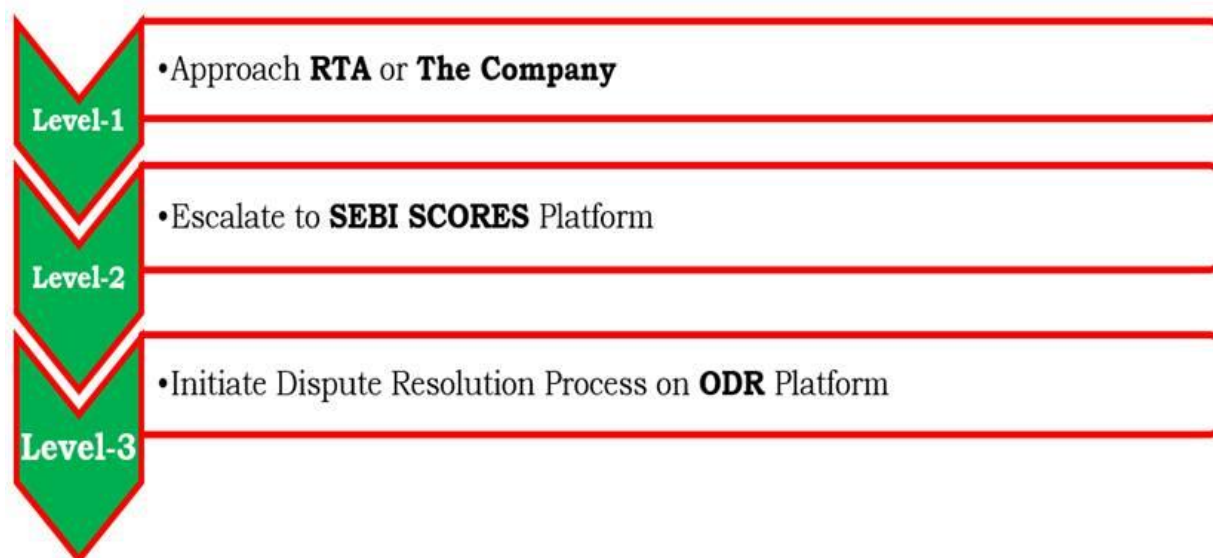 Level-1
•Approach RTA or The Company
Level-2
•Escalate to SEBI SCORES Platform
Level-3
•Initiate Dispute Resolution Process on ODR Platform